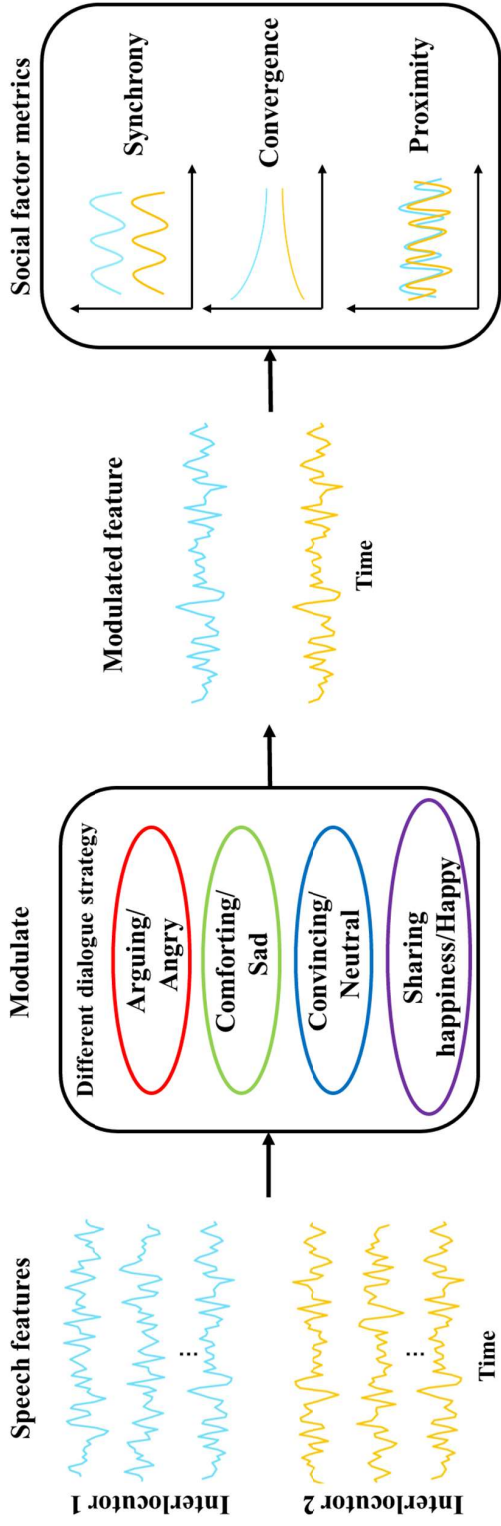 Speech features
Interlocutor 1
...
Interlocutor 2
...
Time
Modulate
Different dialogue strategy
Arguing/
Angry
Comforting/
Sad
Convincing/
Neutral
Sharing
happiness/Happy
Modulated feature
Time
Social factor metrics
Synchrony
Convergence
Proximity